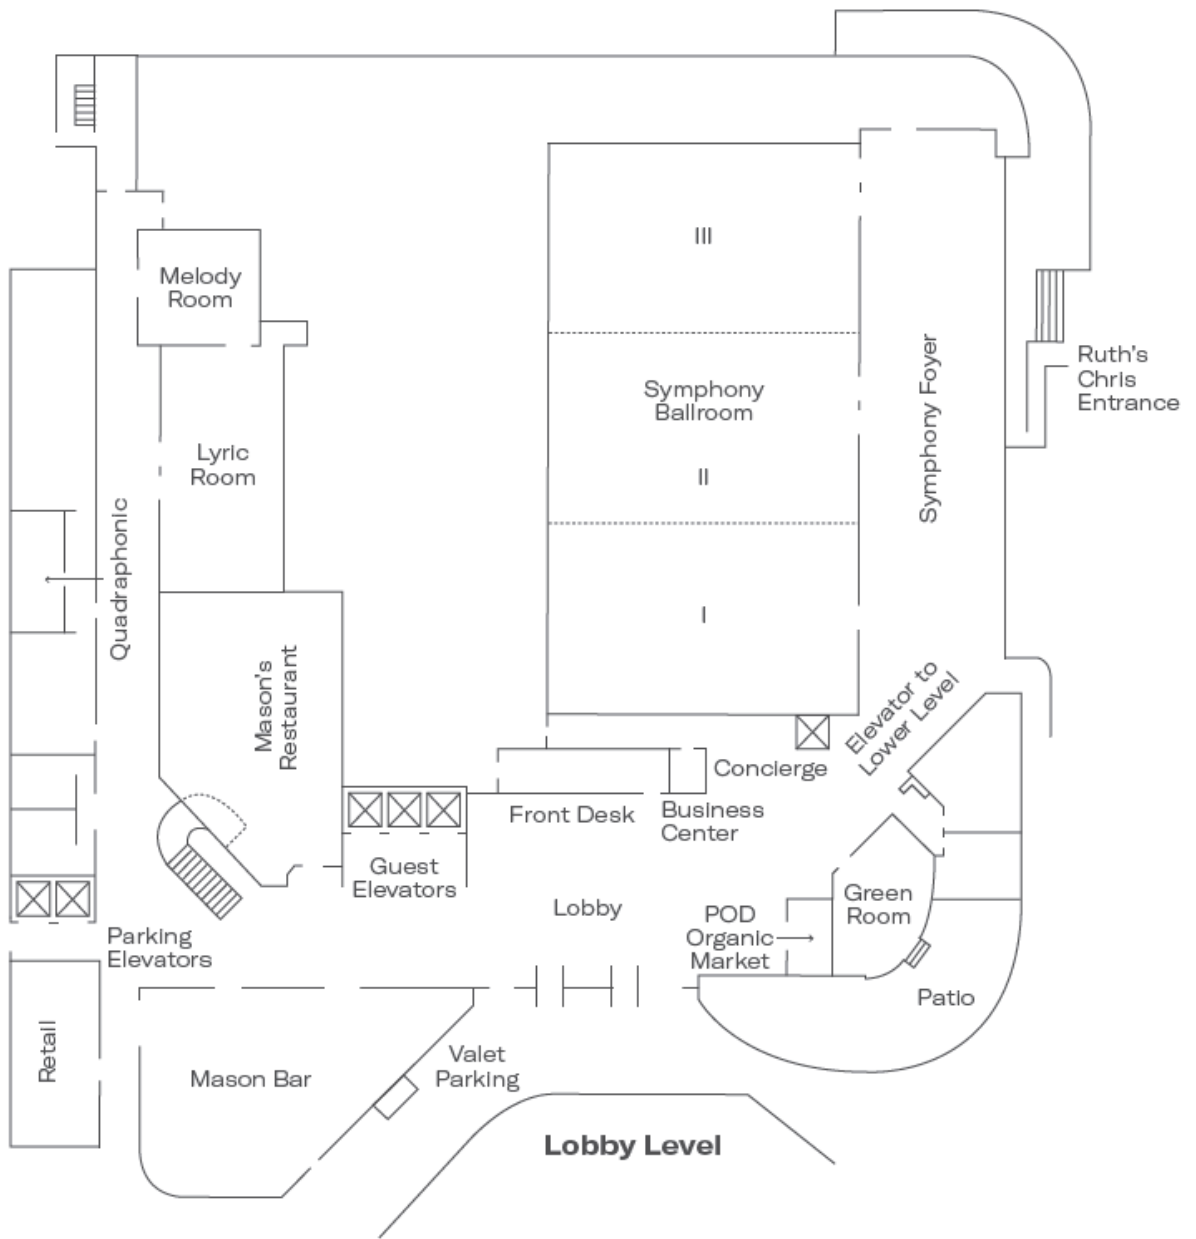 III
Melody
Room
Ruth's
Chris
Entrance
Symphony
Ballroom
Symphony Foyer
Lyric
Room
II
Quadraphonic
I
Mason's
Restaurant
Elevator to
Lower Level
Concierge
Front Desk
Business
Center
Guest
Elevators
Green
Room
Lobby
POD
Organic
Market
Parking
Elevators
Patio
Retail
Mason Bar
Valet
Parking
Lobby Level